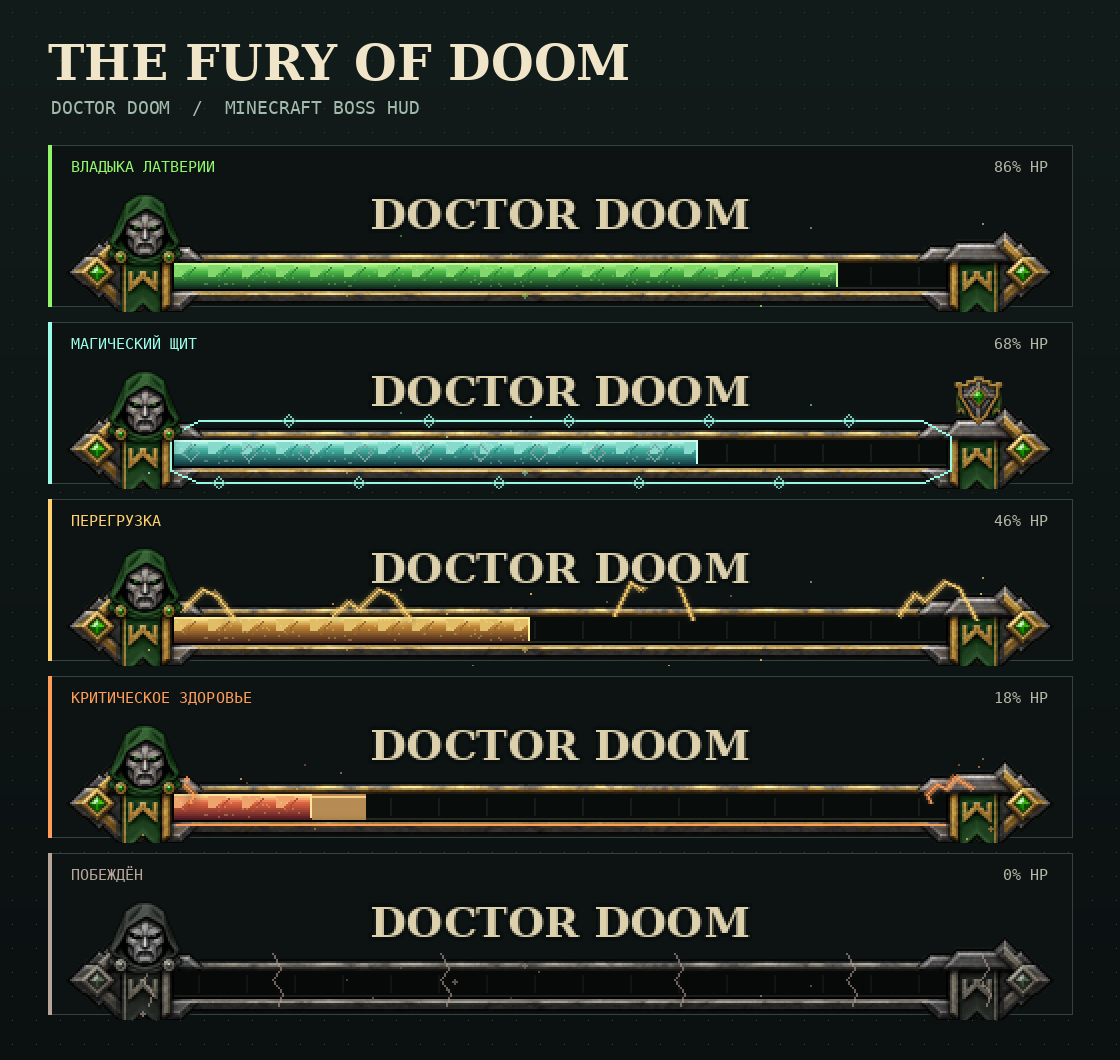 THE FURY OF DOOM
DOCTOR DOOM / MINECRAFT BOSS HUD
ВЛАДЫКА ЛАТВЕРИИ 86% HP
DOCTOR DOOM
МАГИЧЕСКИЙ ЩИТ 68% HP
DOCTOR DOOM
ПЕРЕГРУЗКА 46% HP
DOCTOR DOOM
КРИТИЧЕСКОЕ ЗДОРОВЬЕ 18% HP
DOCTOR DOOM
ПОБЕЖДЁН 0% HP
DOCTOR DOOM